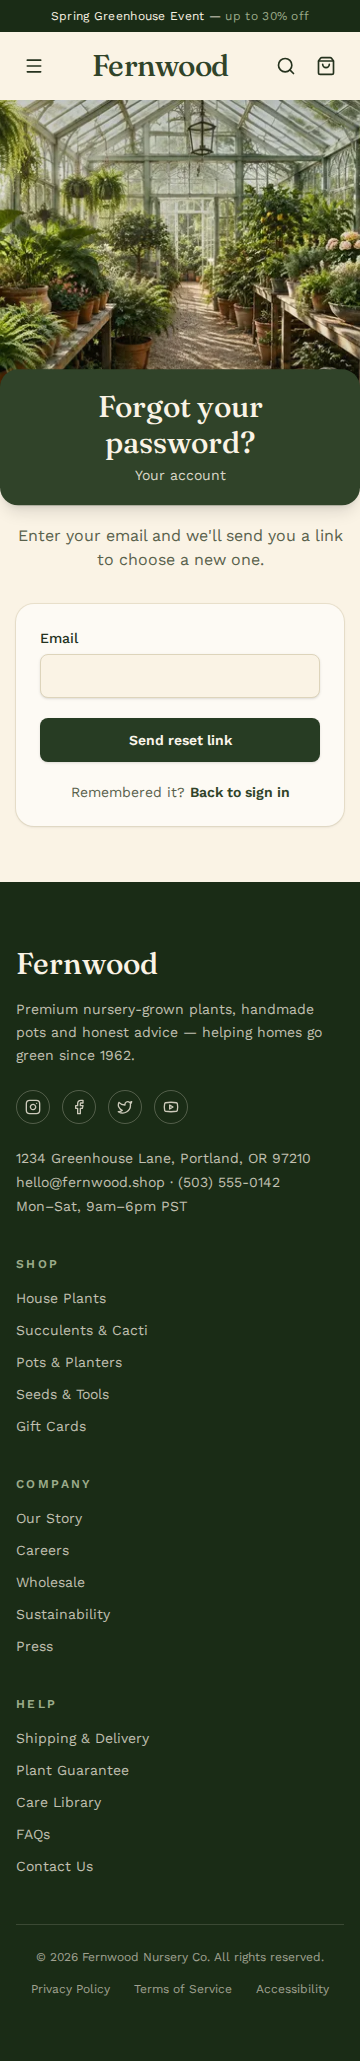 Spring Greenhouse Event — up to 30% off
Fernwood
Forgot your
password?
Your account
Enter your email and we'll send you a link
to choose a new one.
Email
Send reset link
Remembered it? Back to sign in
Fernwood
Premium nursery-grown plants, handmade
pots and honest advice — helping homes go
green since 1962.
1234 Greenhouse Lane, Portland, OR 97210
hello@fernwood.shop · (503) 555-0142
Mon–Sat, 9am–6pm PST
SHOP
House Plants
Succulents & Cacti
Pots & Planters
Seeds & Tools
Gift Cards
COMPANY
Our Story
Careers
Wholesale
Sustainability
Press
HELP
Shipping & Delivery
Plant Guarantee
Care Library
FAQs
Contact Us
© 2026 Fernwood Nursery Co. All rights reserved.
Privacy Policy Terms of Service Accessibility